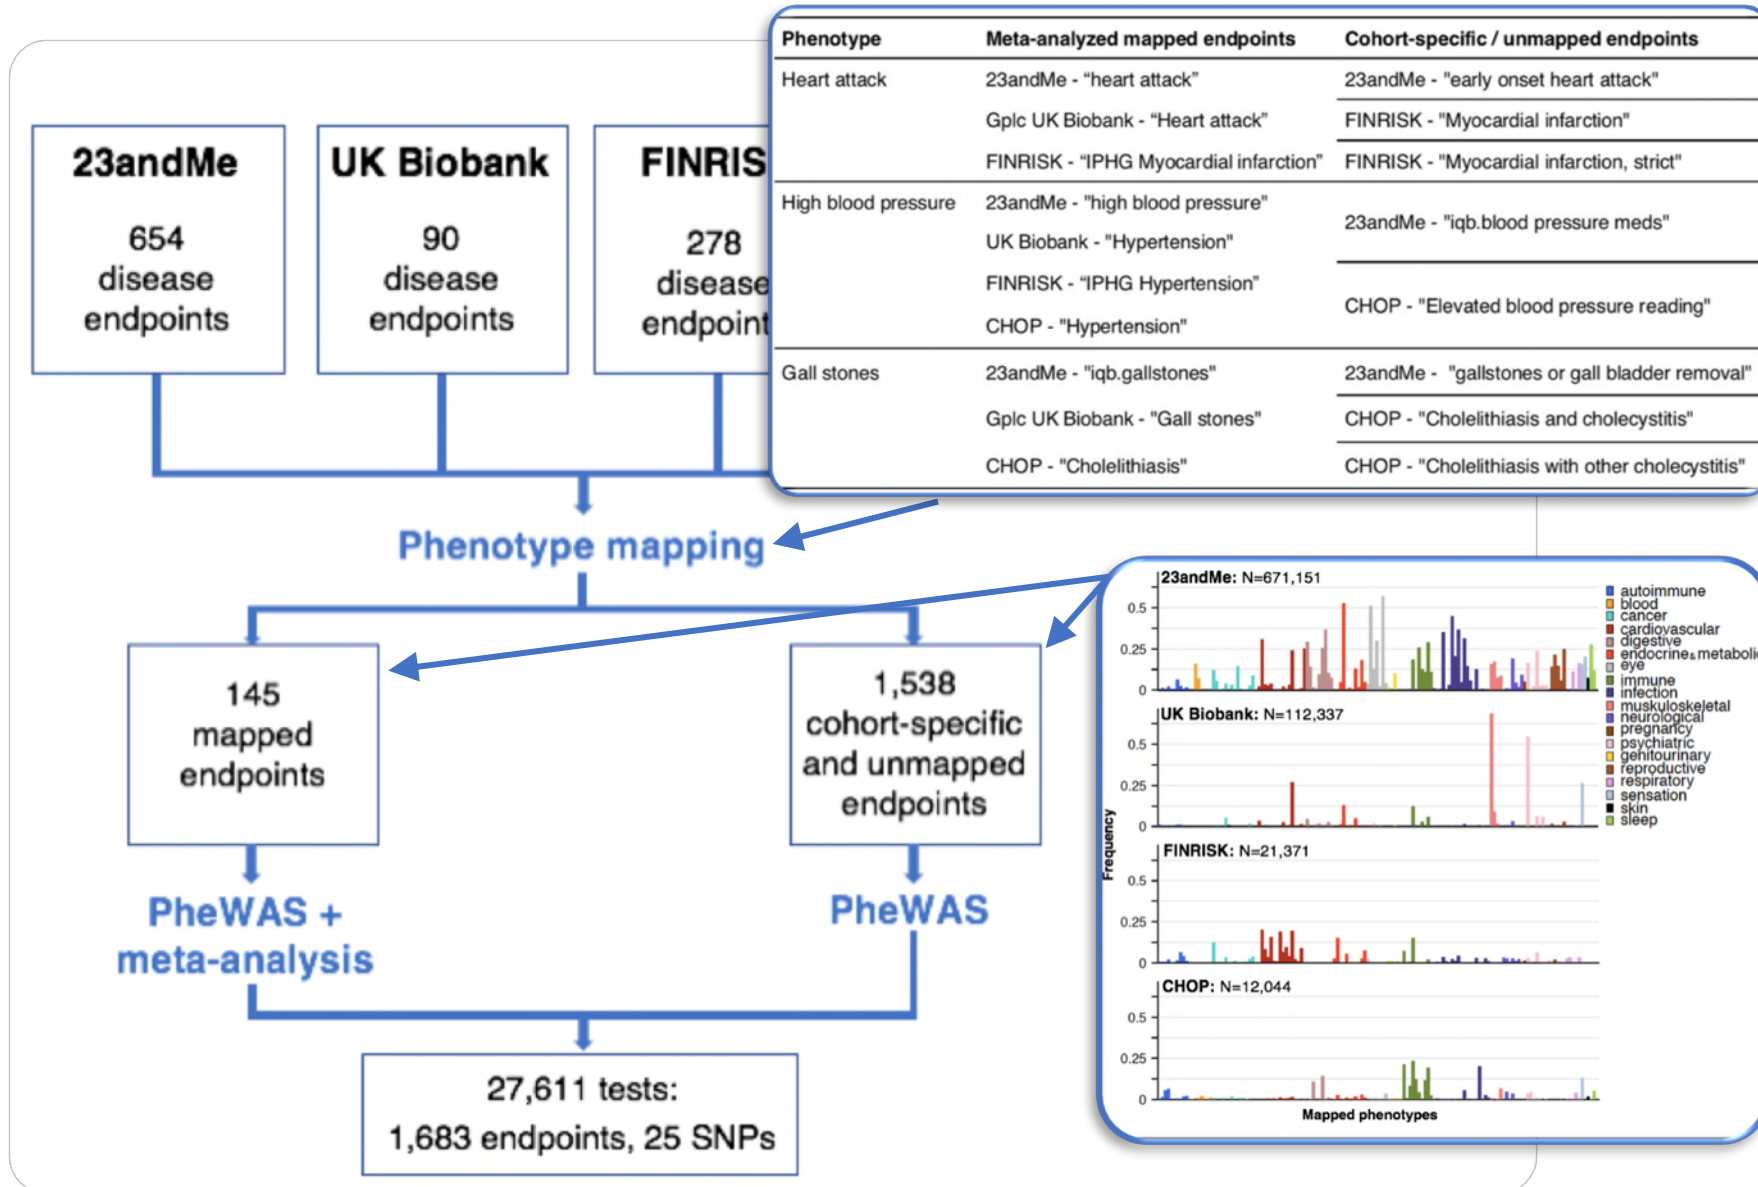 23andMe
654
disease
endpoints
UK Biobank
90
disease
endpoints
FINRIS
278
disease
endpoint
Phenotype Meta-analyzed mapped endpoints Cohort-specific / unmapped endpoints
Heart attack 23andMe - “heart attack” 23andMe - "early onset heart attack"
Gplc UK Biobank - “Heart attack” FINRISK - "Myocardial infarction"
FINRISK - “IPHG Myocardial infarction” FINRISK - "Myocardial infarction, strict"
High blood pressure 23andMe - "high blood pressure"
23andMe - "iqb.blood pressure meds"
UK Biobank - "Hypertension"
FINRISK - “IPHG Hypertension”
CHOP - "Elevated blood pressure reading"
CHOP - "Hypertension"
Gall stones 23andMe - "iqb.gallstones" 23andMe - "gallstones or gall bladder removal"
Gplc UK Biobank - "Gall stones" CHOP - "Cholelithiasis and cholecystitis"
CHOP - "Cholelithiasis" CHOP - "Cholelithiasis with other cholecystitis"
Phenotype mapping
145
mapped
endpoints
1,538
cohort-specific
and unmapped
endpoints
PheWAS +
meta-analysis
PheWAS
27,611 tests:
1,683 endpoints, 25 SNPs
23andMe: N=671,151
0.5
0.25
0
UK Biobank: N=112,337
0.5
0.25
0
FINRISK: N=21,371
0.5
0.25
0
CHOP: N=12,044
0.5
0.25
0
Frequency
Mapped phenotypes
autoimmune
blood
cancer
cardiovascular
digestive
endocrine&metabolic
eye
immune
infection
muskuloskeletal
neurological
pregnancy
psychiatric
genitourinary
reproductive
respiratory
sensation
skin
sleep